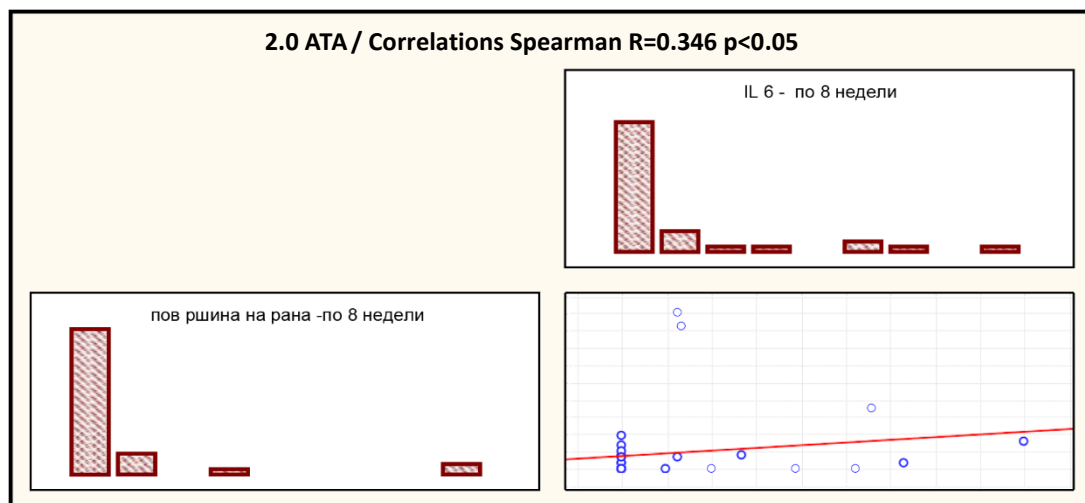 2.0 ATA / Correlations Spearman R=0.346 p<0.05
IL 6 - по 8 недели
пов ршина на рана -по 8 недели